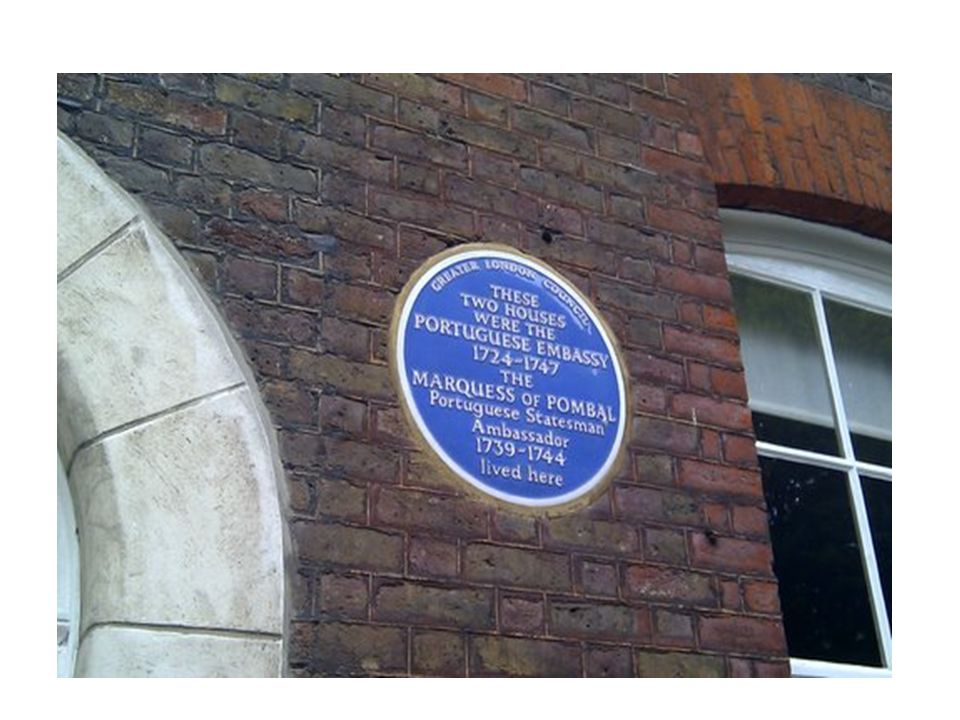 GREATER LONDON COUNCIL
THESE
TWO HOUSES
WERE THE
PORTUGUESE EMBASSY
1724-1747
THE
MARQUESS OF POMBAL
Portuguese Statesman
Ambassador
1739-1744
lived here